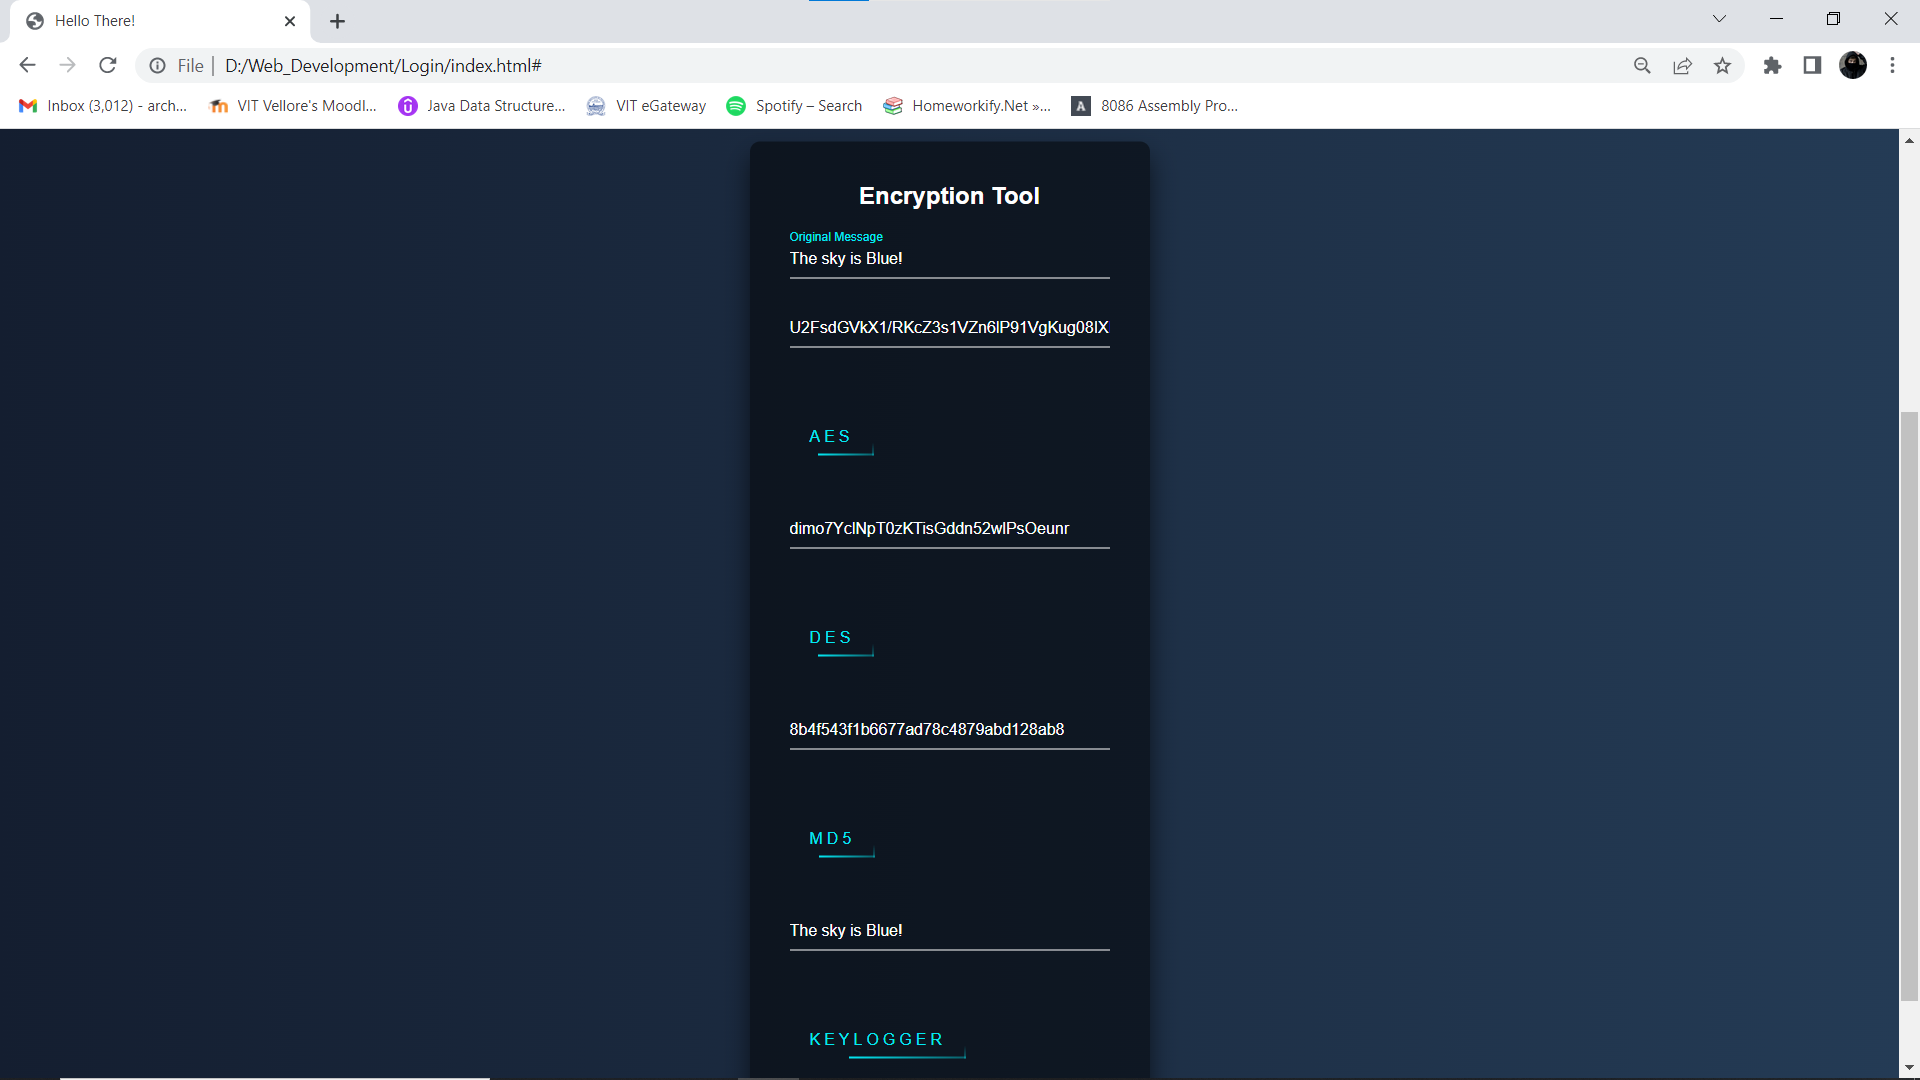 Hello There!
File | D:/Web_Development/Login/index.html#
Inbox (3,012) - arch...
VIT Vellore's Moodl...
Java Data Structure...
VIT eGateway
Spotify – Search
Homeworkify.Net »...
A 8086 Assembly Pro...
Encryption Tool
Original Message
The sky is Blue!
U2FsdGVkX1/RKcZ3s1VZn6lP91VgKug08IX
AES
dimo7YclNpT0zKTisGddn52wlPsOeunr
DES
8b4f543f1b6677ad78c4879abd128ab8
MD5
The sky is Blue!
KEYLOGGER